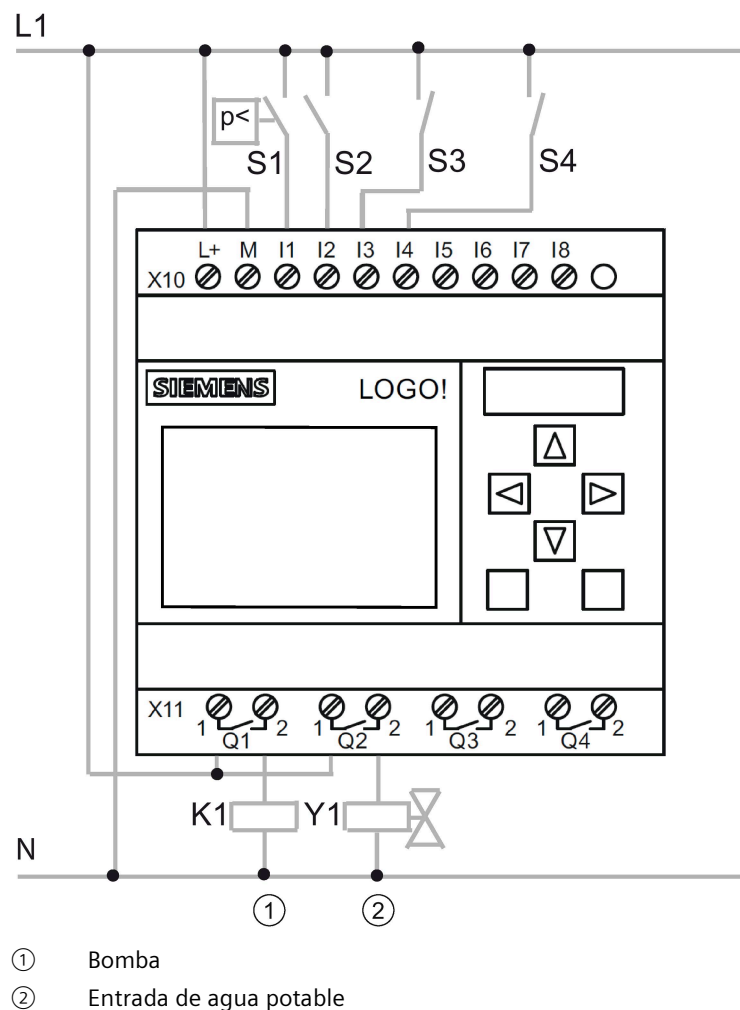 L1
p<
S1 S2 S3 S4
L+ M I1 I2 I3 I4 I5 I6 I7 I8
X10
SIEMENS LOGO!
X11
1 2 1 2 1 2 1 2
Q1 Q2 Q3 Q4
K1 Y1
N
① ②
① Bomba
② Entrada de agua potable